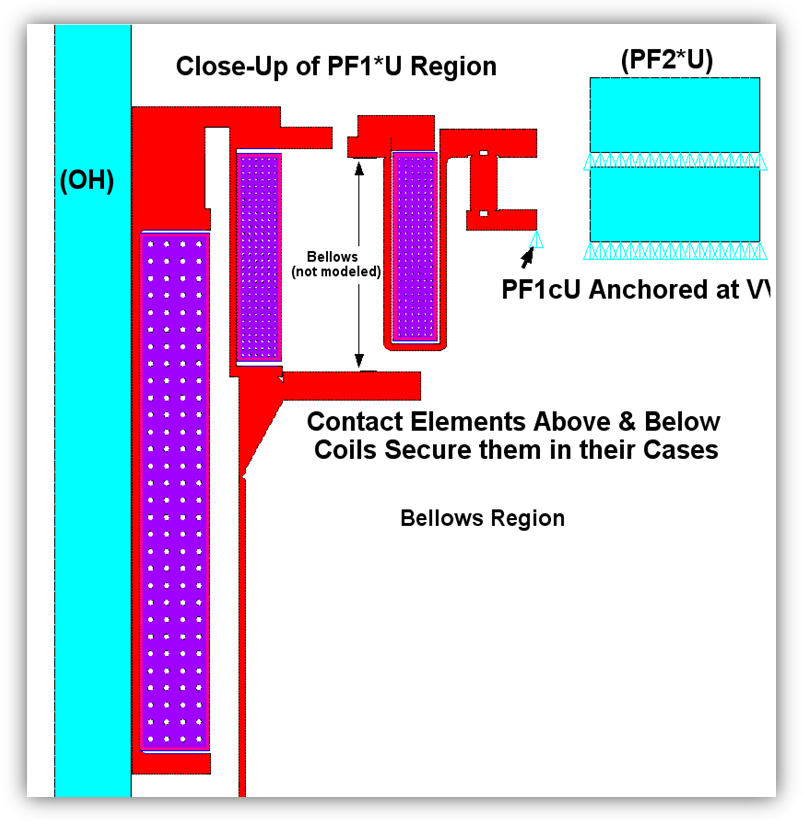 Close-Up of PF1*U Region
(PF2*U)
(OH)
Bellows
(not modeled)
PF1cU Anchored at VV
Contact Elements Above & Below
Coils Secure them in their Cases
Bellows Region